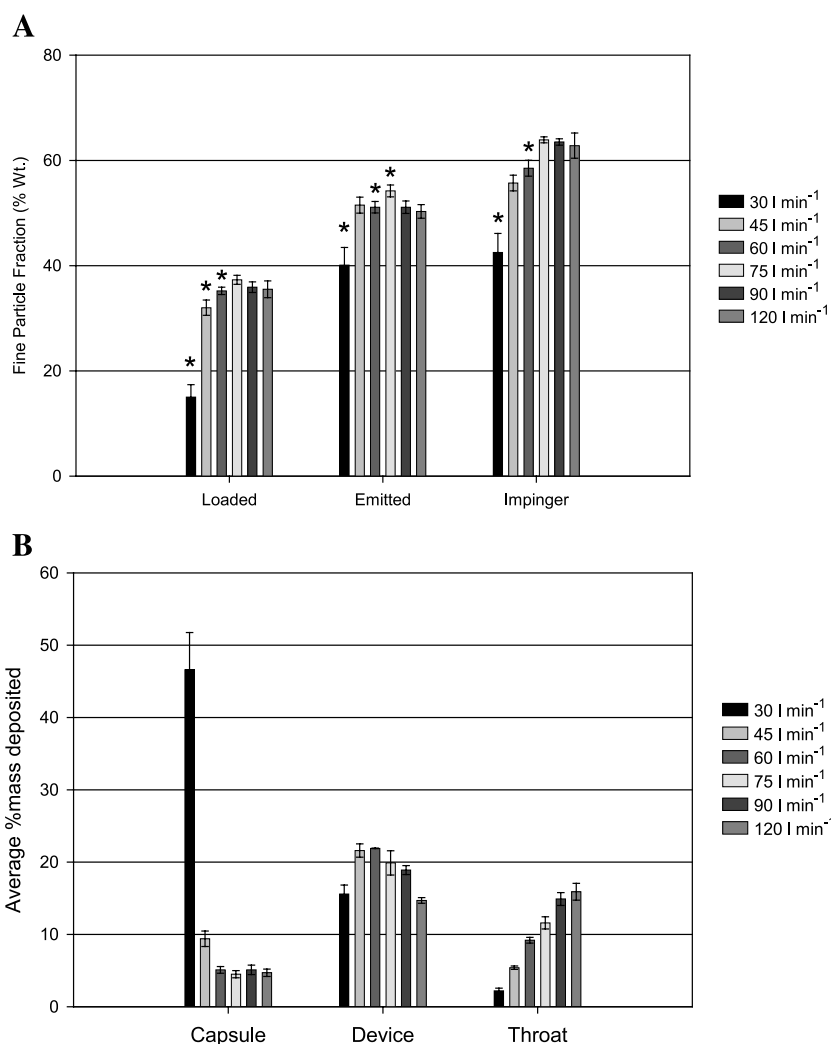 A
80
60
40
20
0
Fine Particle Fraction (% Wt.)
* * * * * * * *
Loaded Emitted Impinger
30 l min-1
45 l min-1
60 l min-1
75 l min-1
90 l min-1
120 l min-1
B
60
50
40
30
20
10
0
Average %mass deposited
Capsule Device Throat
30 l min-1
45 l min-1
60 l min-1
75 l min-1
90 l min-1
120 l min-1